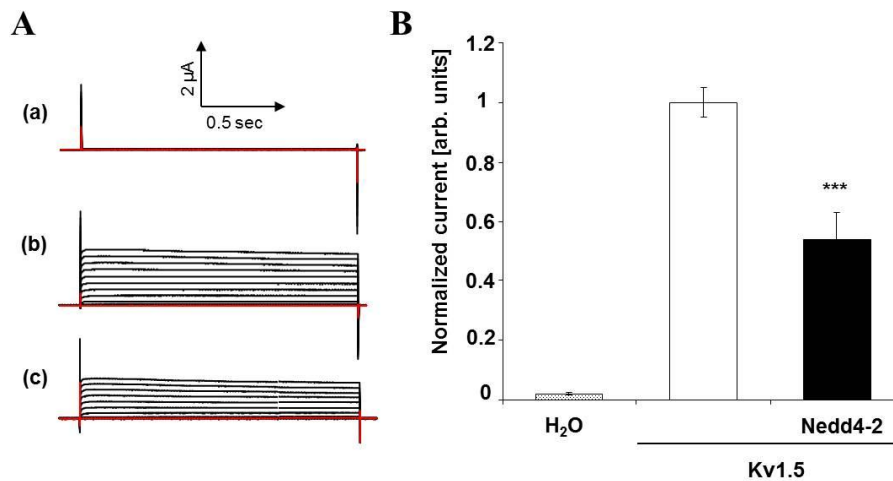 A
2 µA
0.5 sec
(a)
(b)
(c)
B
Normalized current [arb. units]
1.2
1
0.8
0.6
0.4
0.2
0
***
H₂O
Nedd4-2
Kv1.5